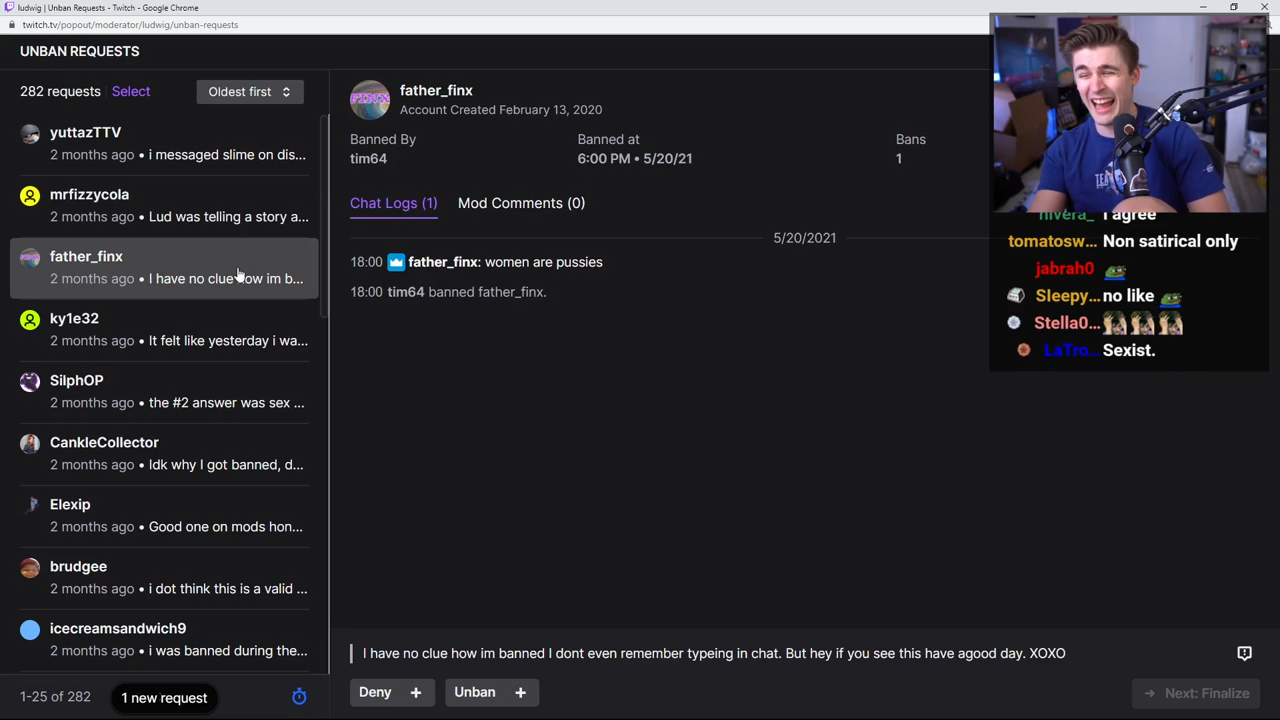 ludwig | Unban Requests - Twitch - Google Chrome
twitch.tv/popout/moderator/ludwig/unban-requests
UNBAN REQUESTS
282 requests Select Oldest first
yuttazTTV
2 months ago • i messaged slime on dis...
mrfizzycola
2 months ago • Lud was telling a story a...
father_finx
2 months ago • I have no clue how im b...
ky1e32
2 months ago • It felt like yesterday i wa...
SilphOP
2 months ago • the #2 answer was sex ...
CankleCollector
2 months ago • Idk why I got banned, d...
Elexip
2 months ago • Good one on mods hon...
brudgee
2 months ago • i dot think this is a valid ...
icecreamsandwich9
2 months ago • i was banned during the...
1-25 of 282 1 new request
father_finx
Account Created February 13, 2020
Banned By Banned at Bans
tim64 6:00 PM • 5/20/21 1
Chat Logs (1) Mod Comments (0)
5/20/2021
18:00 father_finx: women are pussies
18:00 tim64 banned father_finx.
I have no clue how im banned I dont even remember typeing in chat. But hey if you see this have agood day. XOXO
Deny + Unban + → Next: Finalize
nivera_ I agree
tomatosw... Non satirical only
jabrah0
Sleepy... no like
Stella0...
LaTro... Sexist.